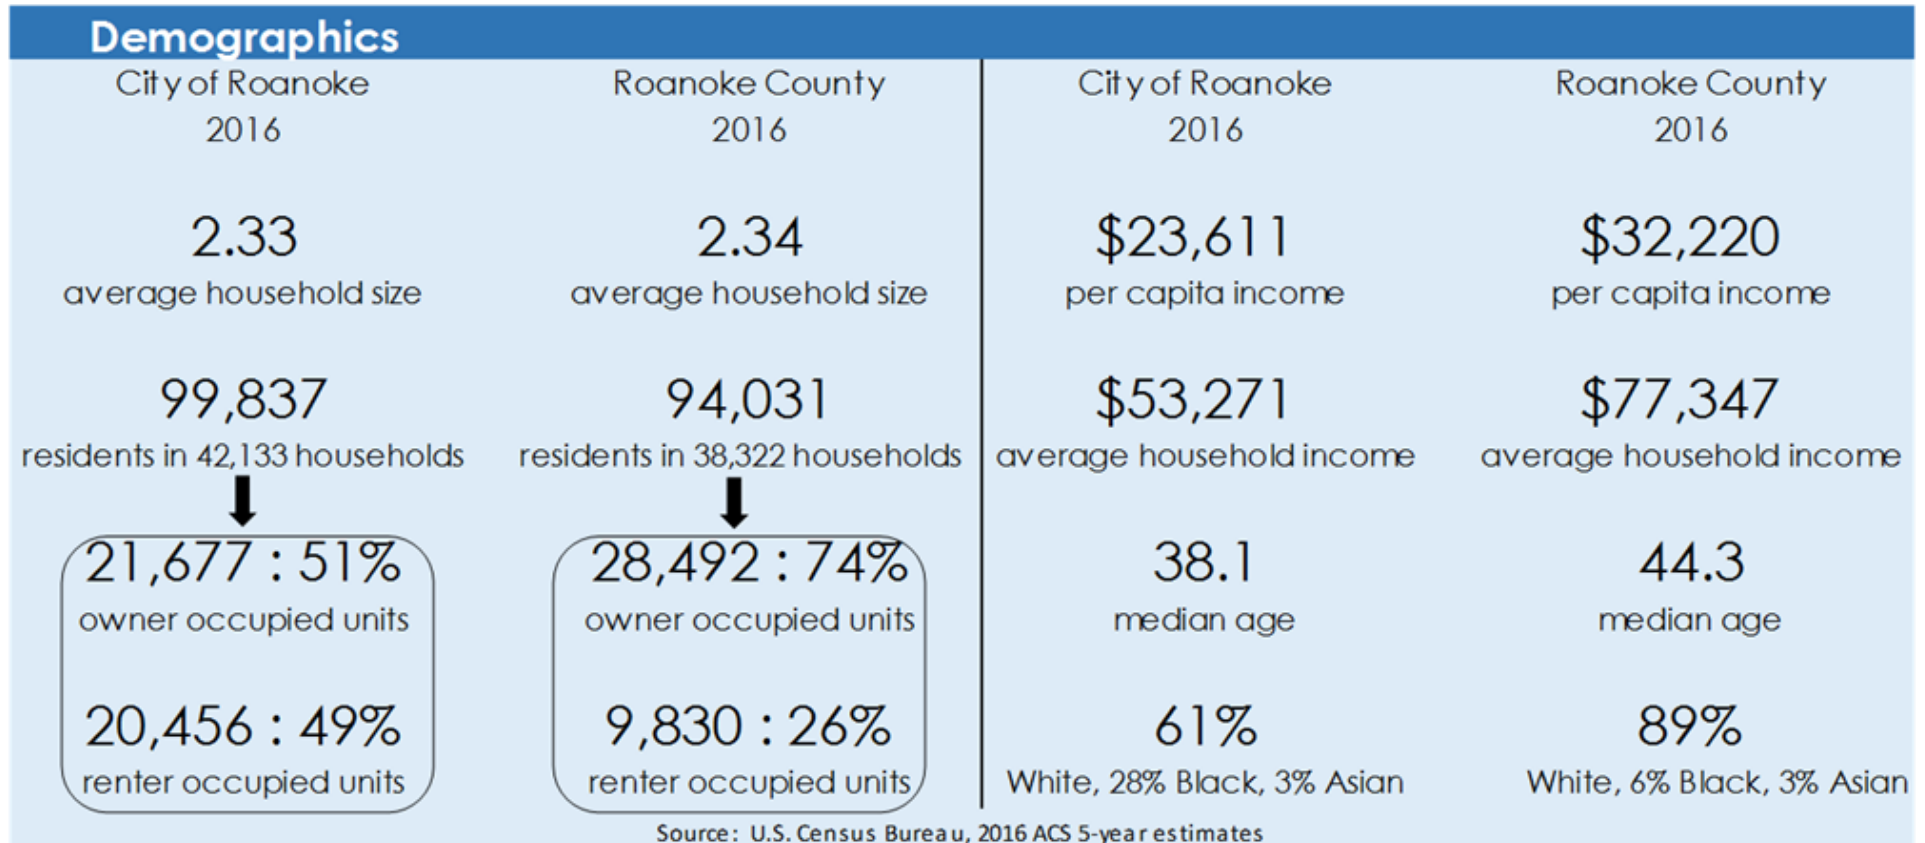 Demographics
City of Roanoke
2016
2.33
average household size
99,837
residents in 42,133 households
21,677 : 51%
owner occupied units
20,456 : 49%
renter occupied units
Roanoke County
2016
2.34
average household size
94,031
residents in 38,322 households
28,492 : 74%
owner occupied units
9,830 : 26%
renter occupied units
City of Roanoke
2016
$23,611
per capita income
$53,271
average household income
38.1
median age
61%
White, 28% Black, 3% Asian
Roanoke County
2016
$32,220
per capita income
$77,347
average household income
44.3
median age
89%
White, 6% Black, 3% Asian
Source: U.S. Census Bureau, 2016 ACS 5-year estimates